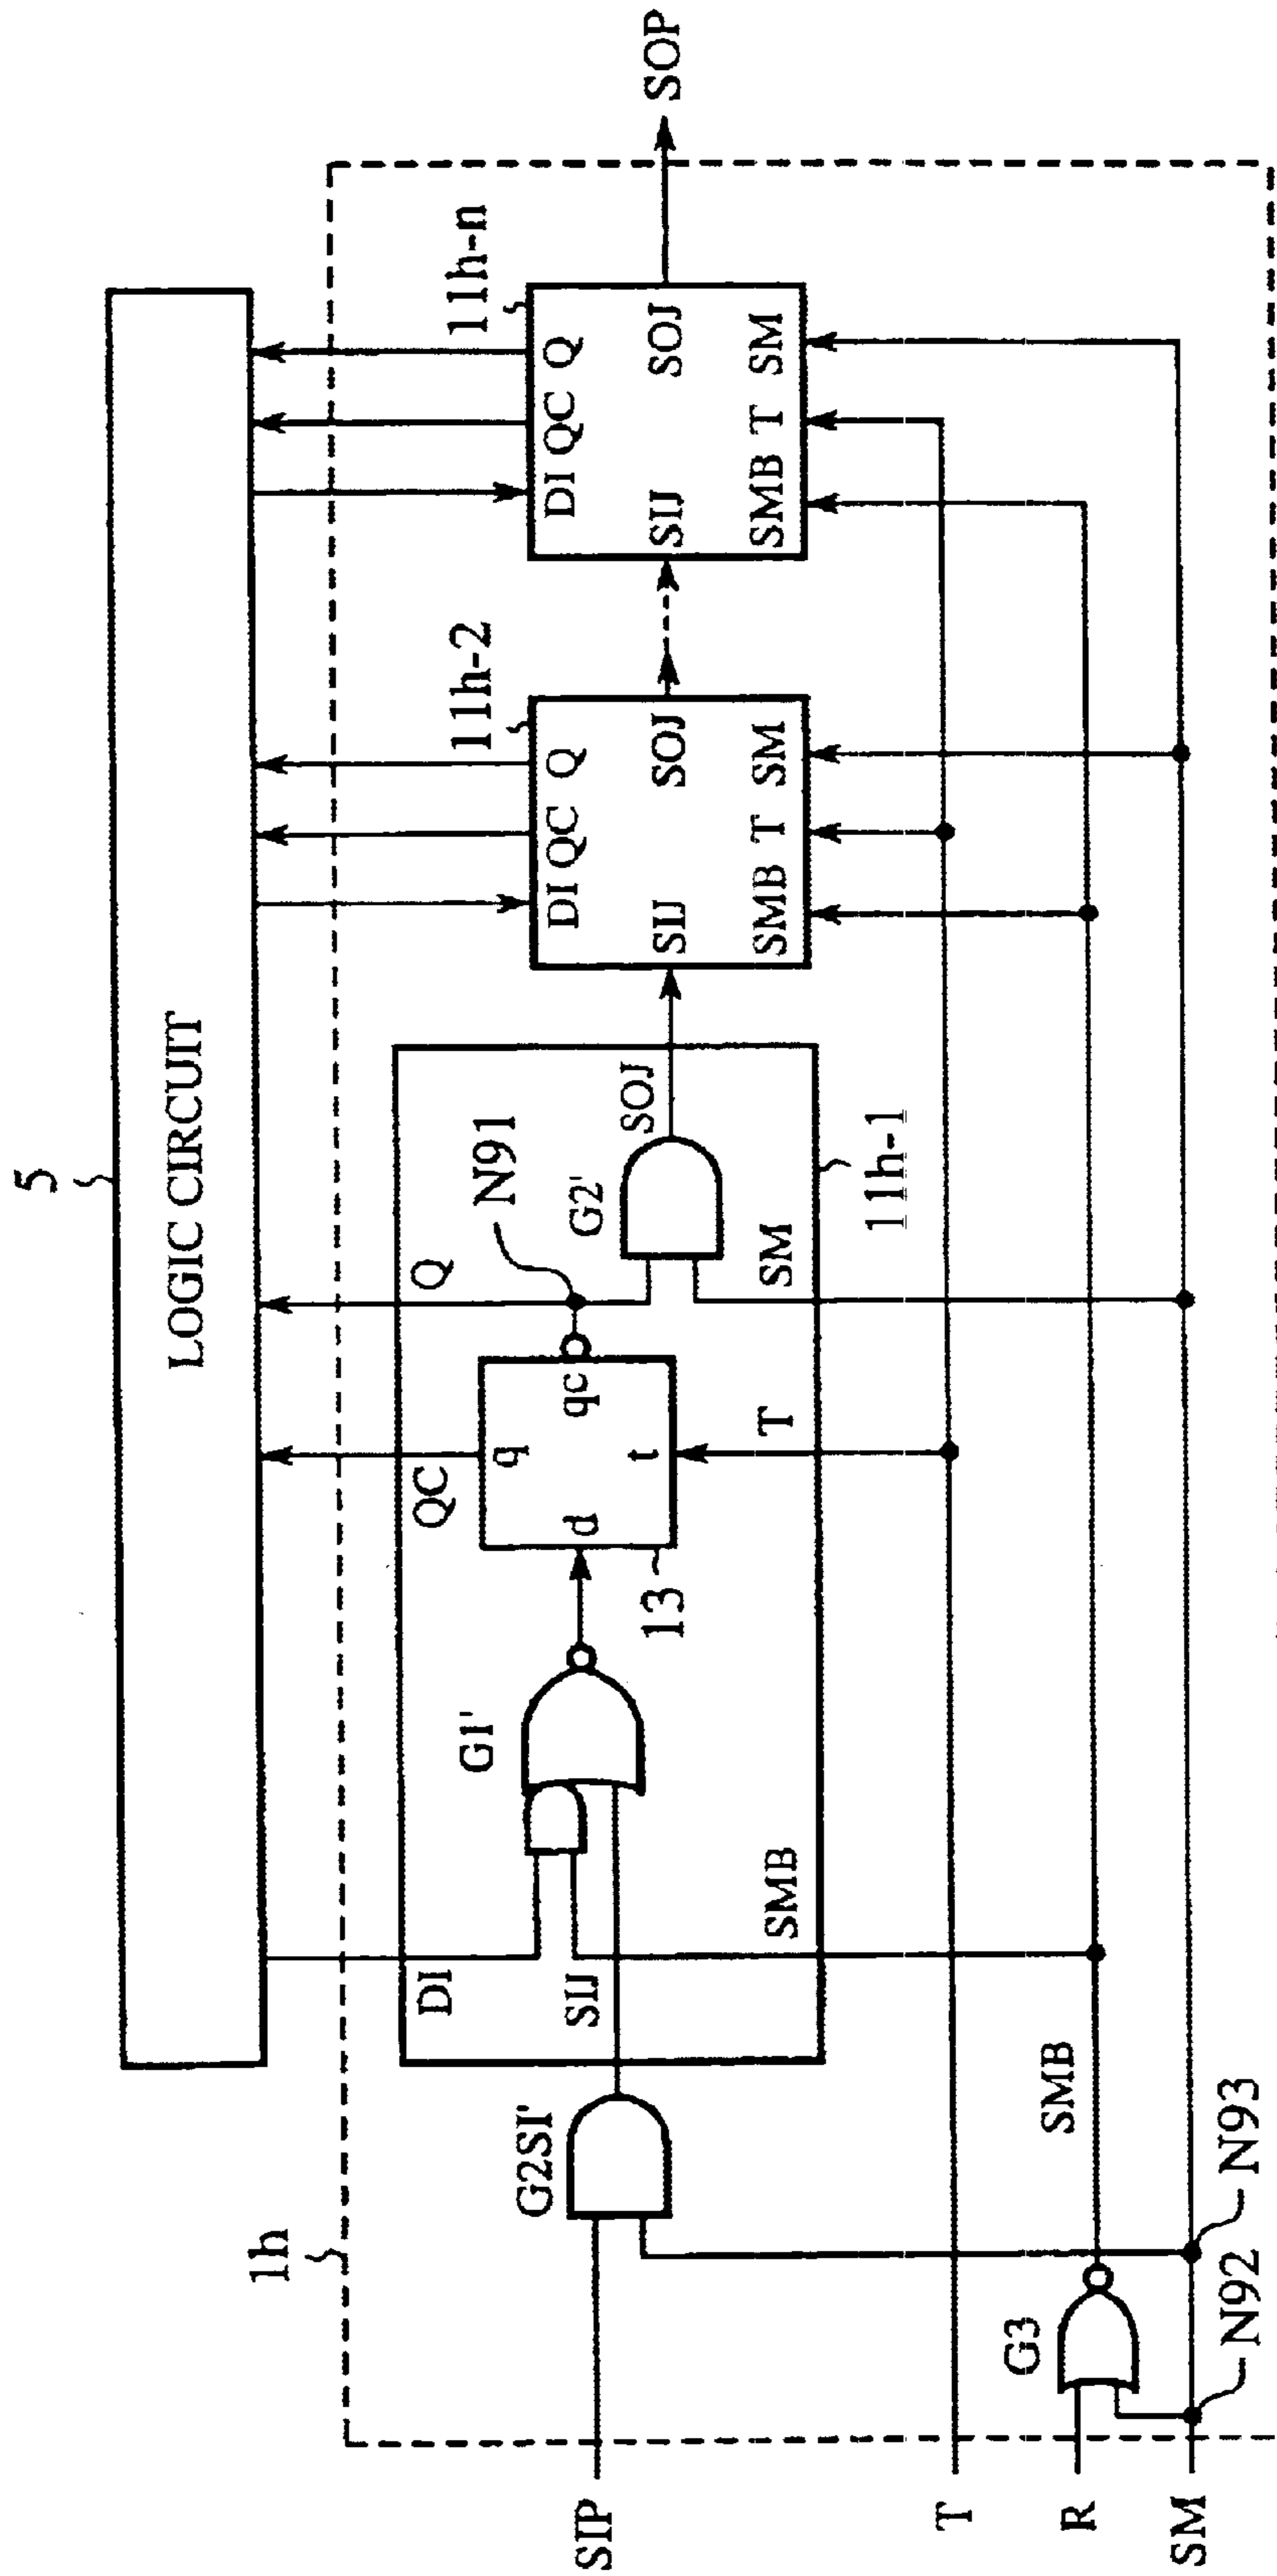 5
LOGIC CIRCUIT
1h
11h-2
11h-n
DI QC Q
DI QC Q
SIJ SOJ
SIJ SOJ
SMB T SM
SMB T SM
SOP
DI
QC
Q
N91
G1'
d
q
qc
t
13
G2'
SOJ
SIJ
SMB
T
SM
11h-1
G2SI'
SIP
T
R
SM
G3
SMB
N92
N93